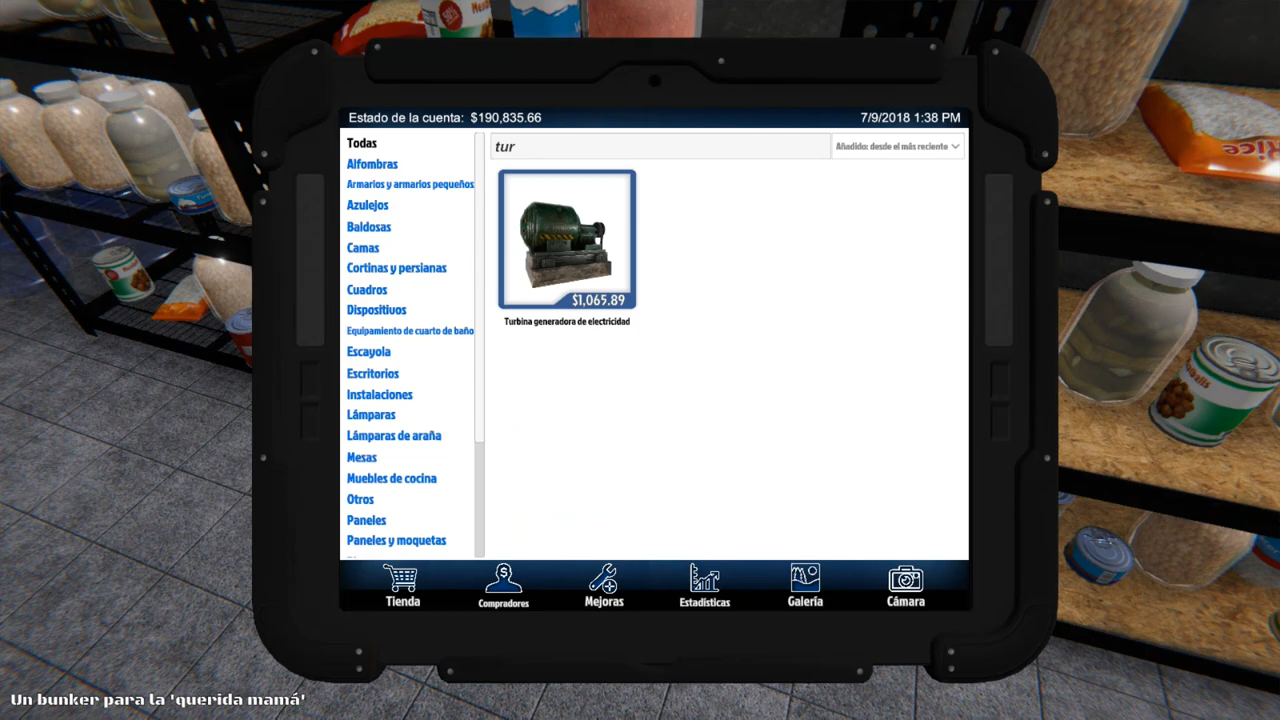 Estado de la cuenta: $190,835.66
7/9/2018 1:38 PM
Todas
Alfombras
Armarios y armarios pequeños
Azulejos
Baldosas
Camas
Cortinas y persianas
Cuadros
Dispositivos
Equipamiento de cuarto de baño
Escayola
Escritorios
Instalaciones
Lámparas
Lámparas de araña
Mesas
Muebles de cocina
Otros
Paneles
Paneles y moquetas
tur
Añadido: desde el más reciente
$1,065.89
Turbina generadora de electricidad
Tienda
Compradores
Mejoras
Estadísticas
Galería
Cámara
Rice
Un bunker para la 'querida mamá'